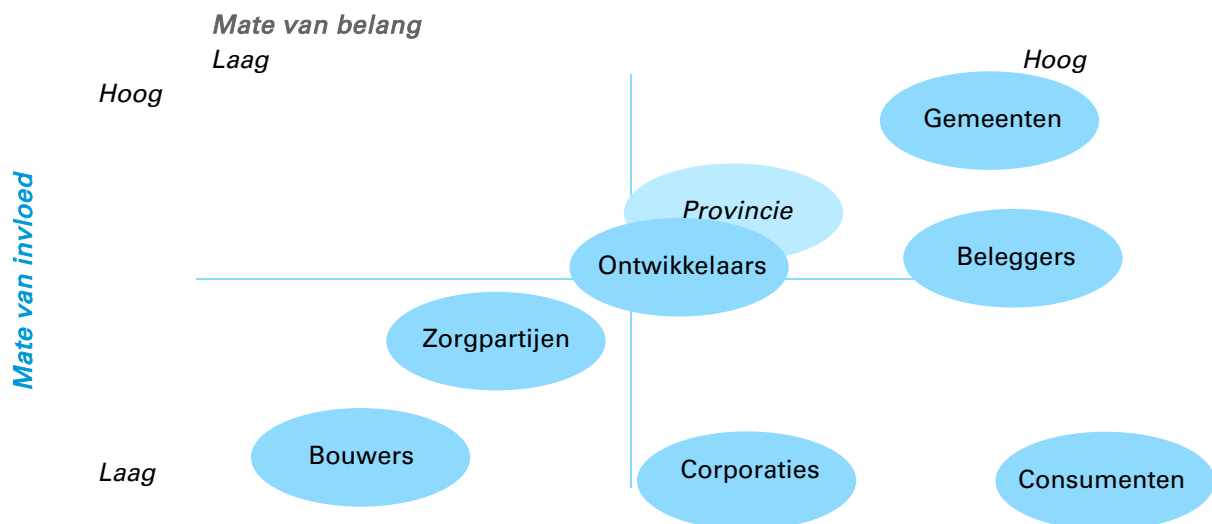 Mate van belang
Laag
Hoog
Hoog
Gemeenten
Mate van invloed
Provincie
Ontwikkelaars
Beleggers
Zorgpartijen
Bouwers
Laag
Corporaties
Consumenten